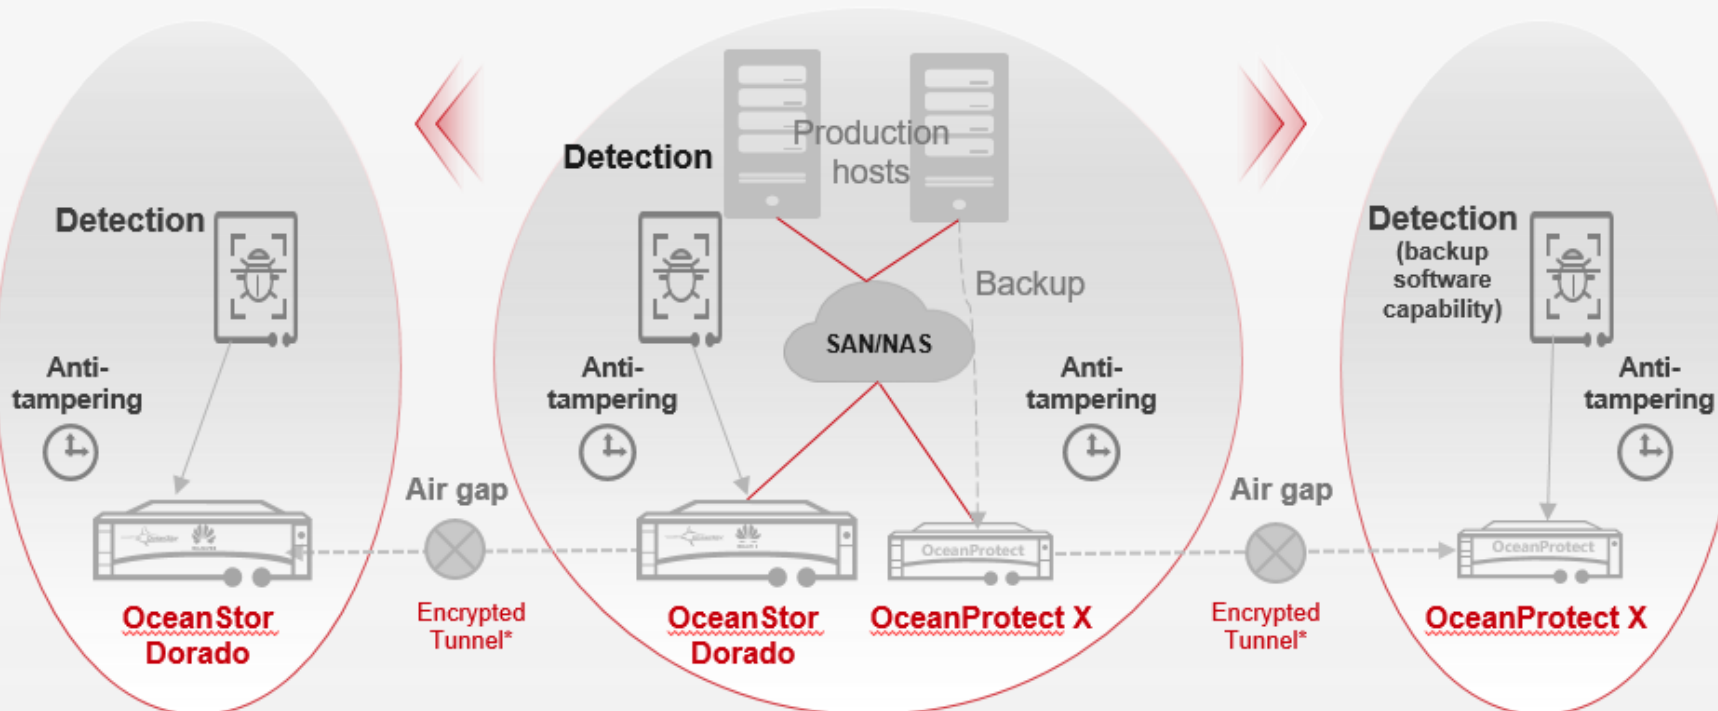 Detection
Anti-
tampering
OceanStor
Dorado
Air gap
Encrypted
Tunnel*
Production
hosts
Detection
Backup
SAN/NAS
Anti-
tampering
Anti-
tampering
OceanProtect
OceanStor
Dorado
OceanProtect X
Air gap
Encrypted
Tunnel*
Detection
(backup
software
capability)
Anti-
tampering
OceanProtect
OceanProtect X